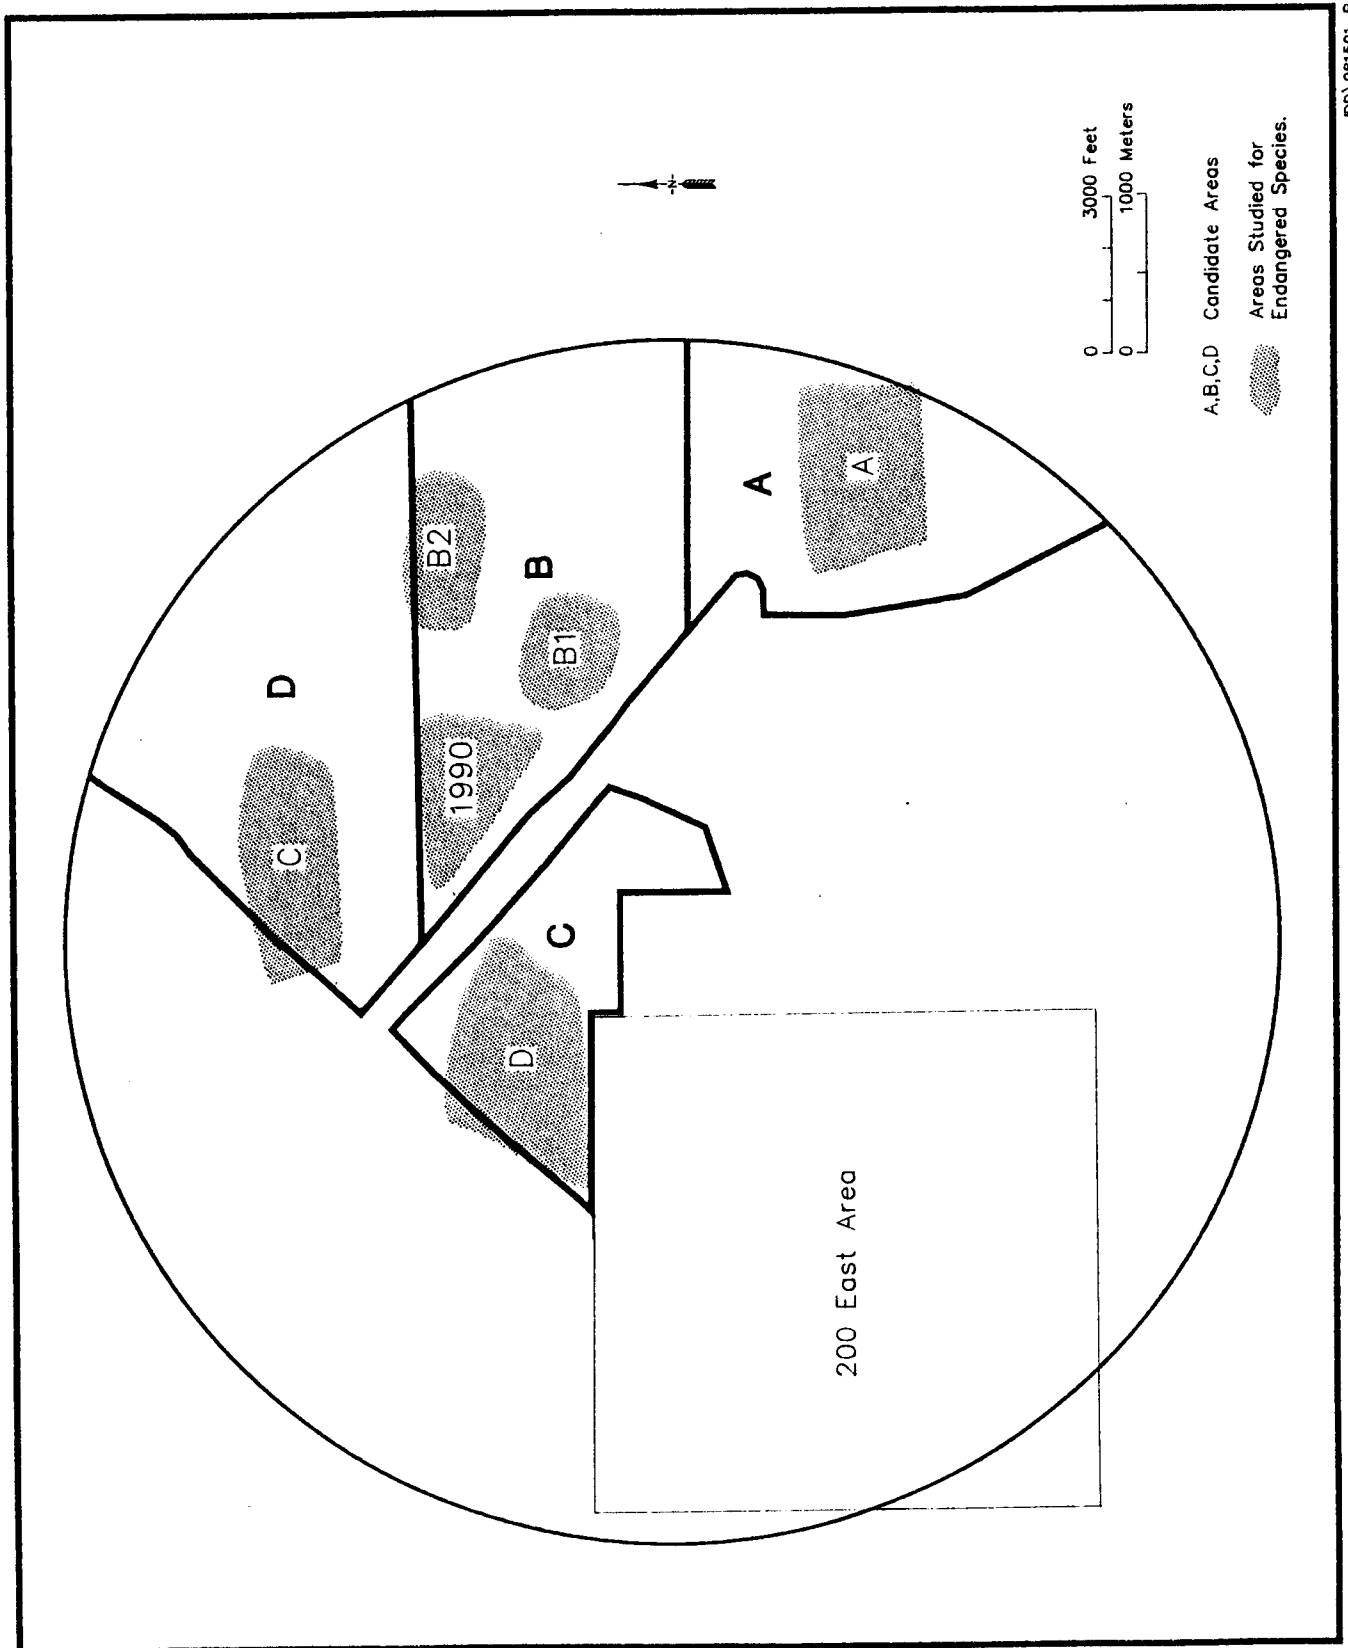 D
C
B2
1990
D
B
C
B1
-N-
A
200 East Area
A
0 3000 Feet
0 1000 Meters
A,B,C,D Candidate Areas
Areas Studied for
Endangered Species.